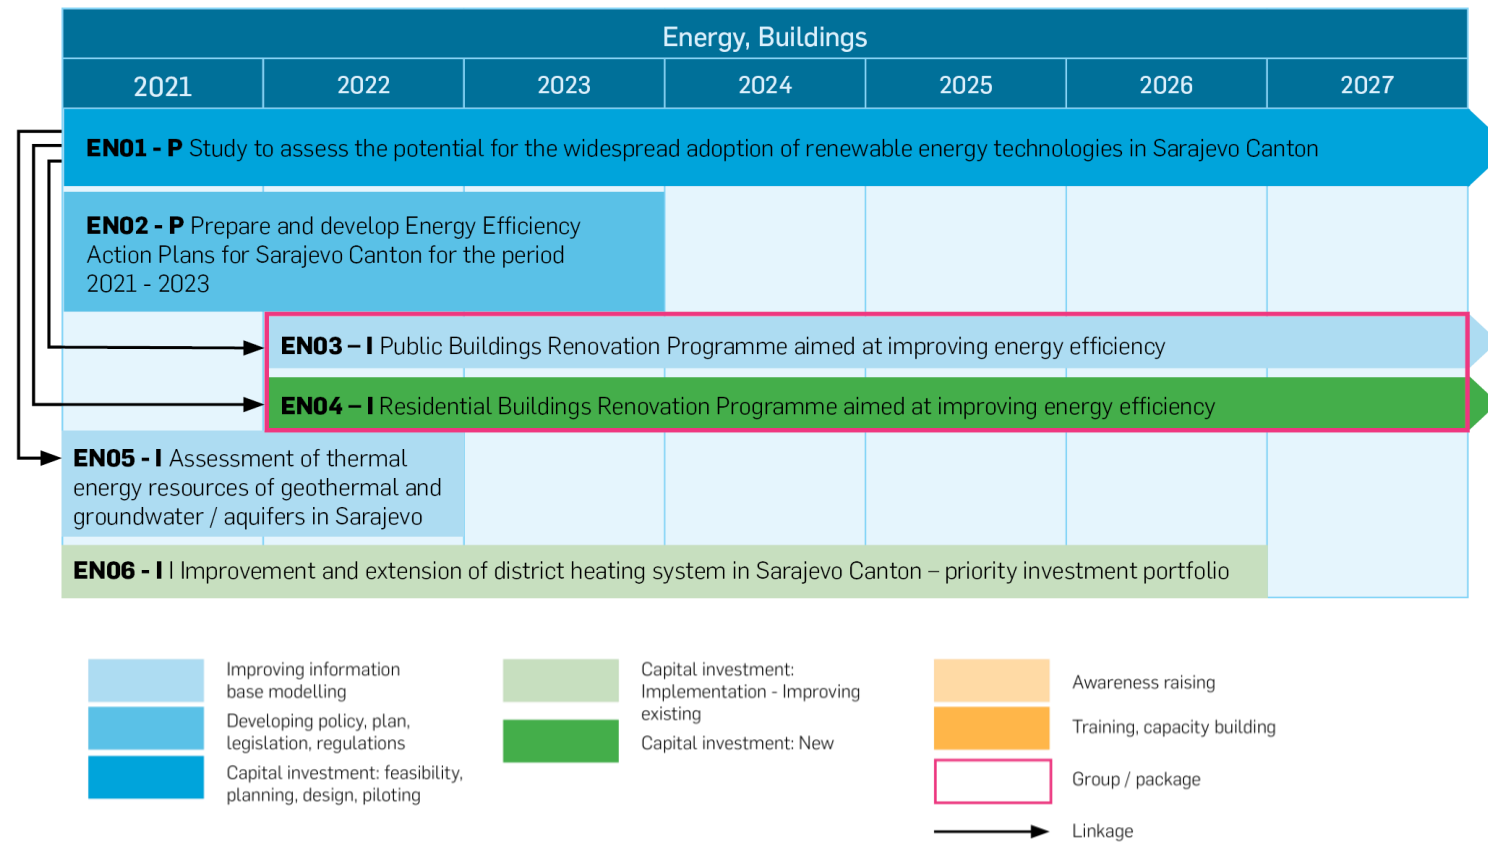 Energy, Buildings
2021 2022 2023 2024 2025 2026 2027
EN01 - P Study to assess the potential for the widespread adoption of renewable energy technologies in Sarajevo Canton
EN02 - P Prepare and develop Energy Efficiency
Action Plans for Sarajevo Canton for the period
2021 - 2023
EN03 – I Public Buildings Renovation Programme aimed at improving energy efficiency
EN04 – I Residential Buildings Renovation Programme aimed at improving energy efficiency
EN05 - I Assessment of thermal
energy resources of geothermal and
groundwater / aquifers in Sarajevo
EN06 - I I Improvement and extension of district heating system in Sarajevo Canton – priority investment portfolio
Improving information
base modelling
Developing policy, plan,
legislation, regulations
Capital investment: feasibility,
planning, design, piloting
Capital investment:
Implementation - Improving
existing
Capital investment: New
Awareness raising
Training, capacity building
Group / package
Linkage